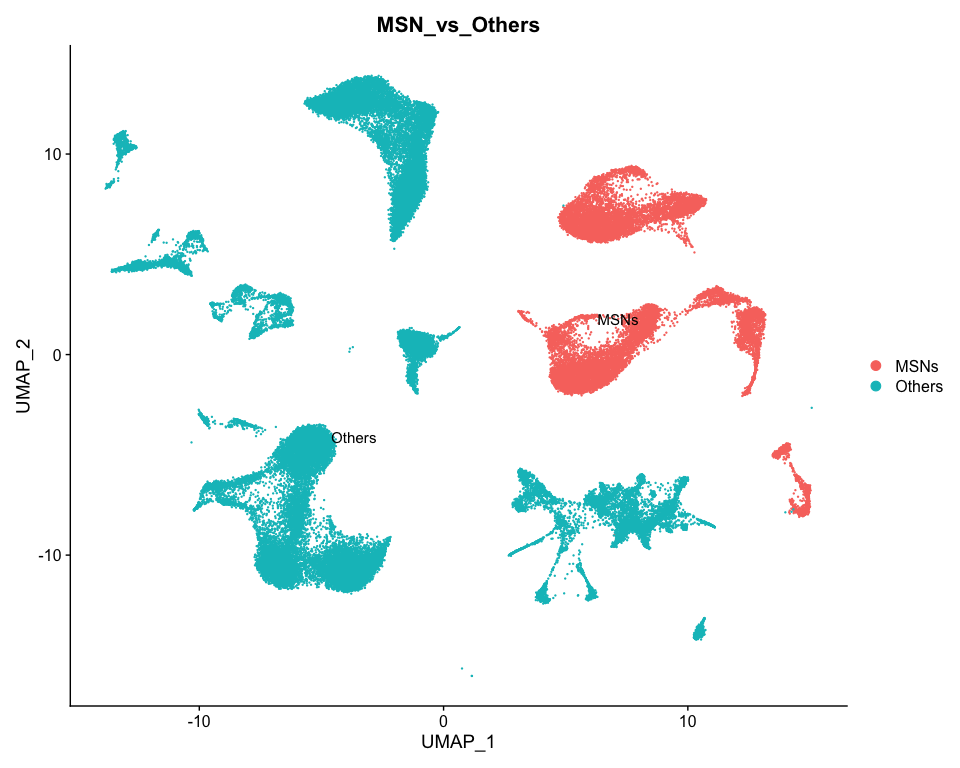 MSN_vs_Others
10
0
-10
UMAP_2
MSNs
Others
MSNs
Others
-10
0
10
UMAP_1